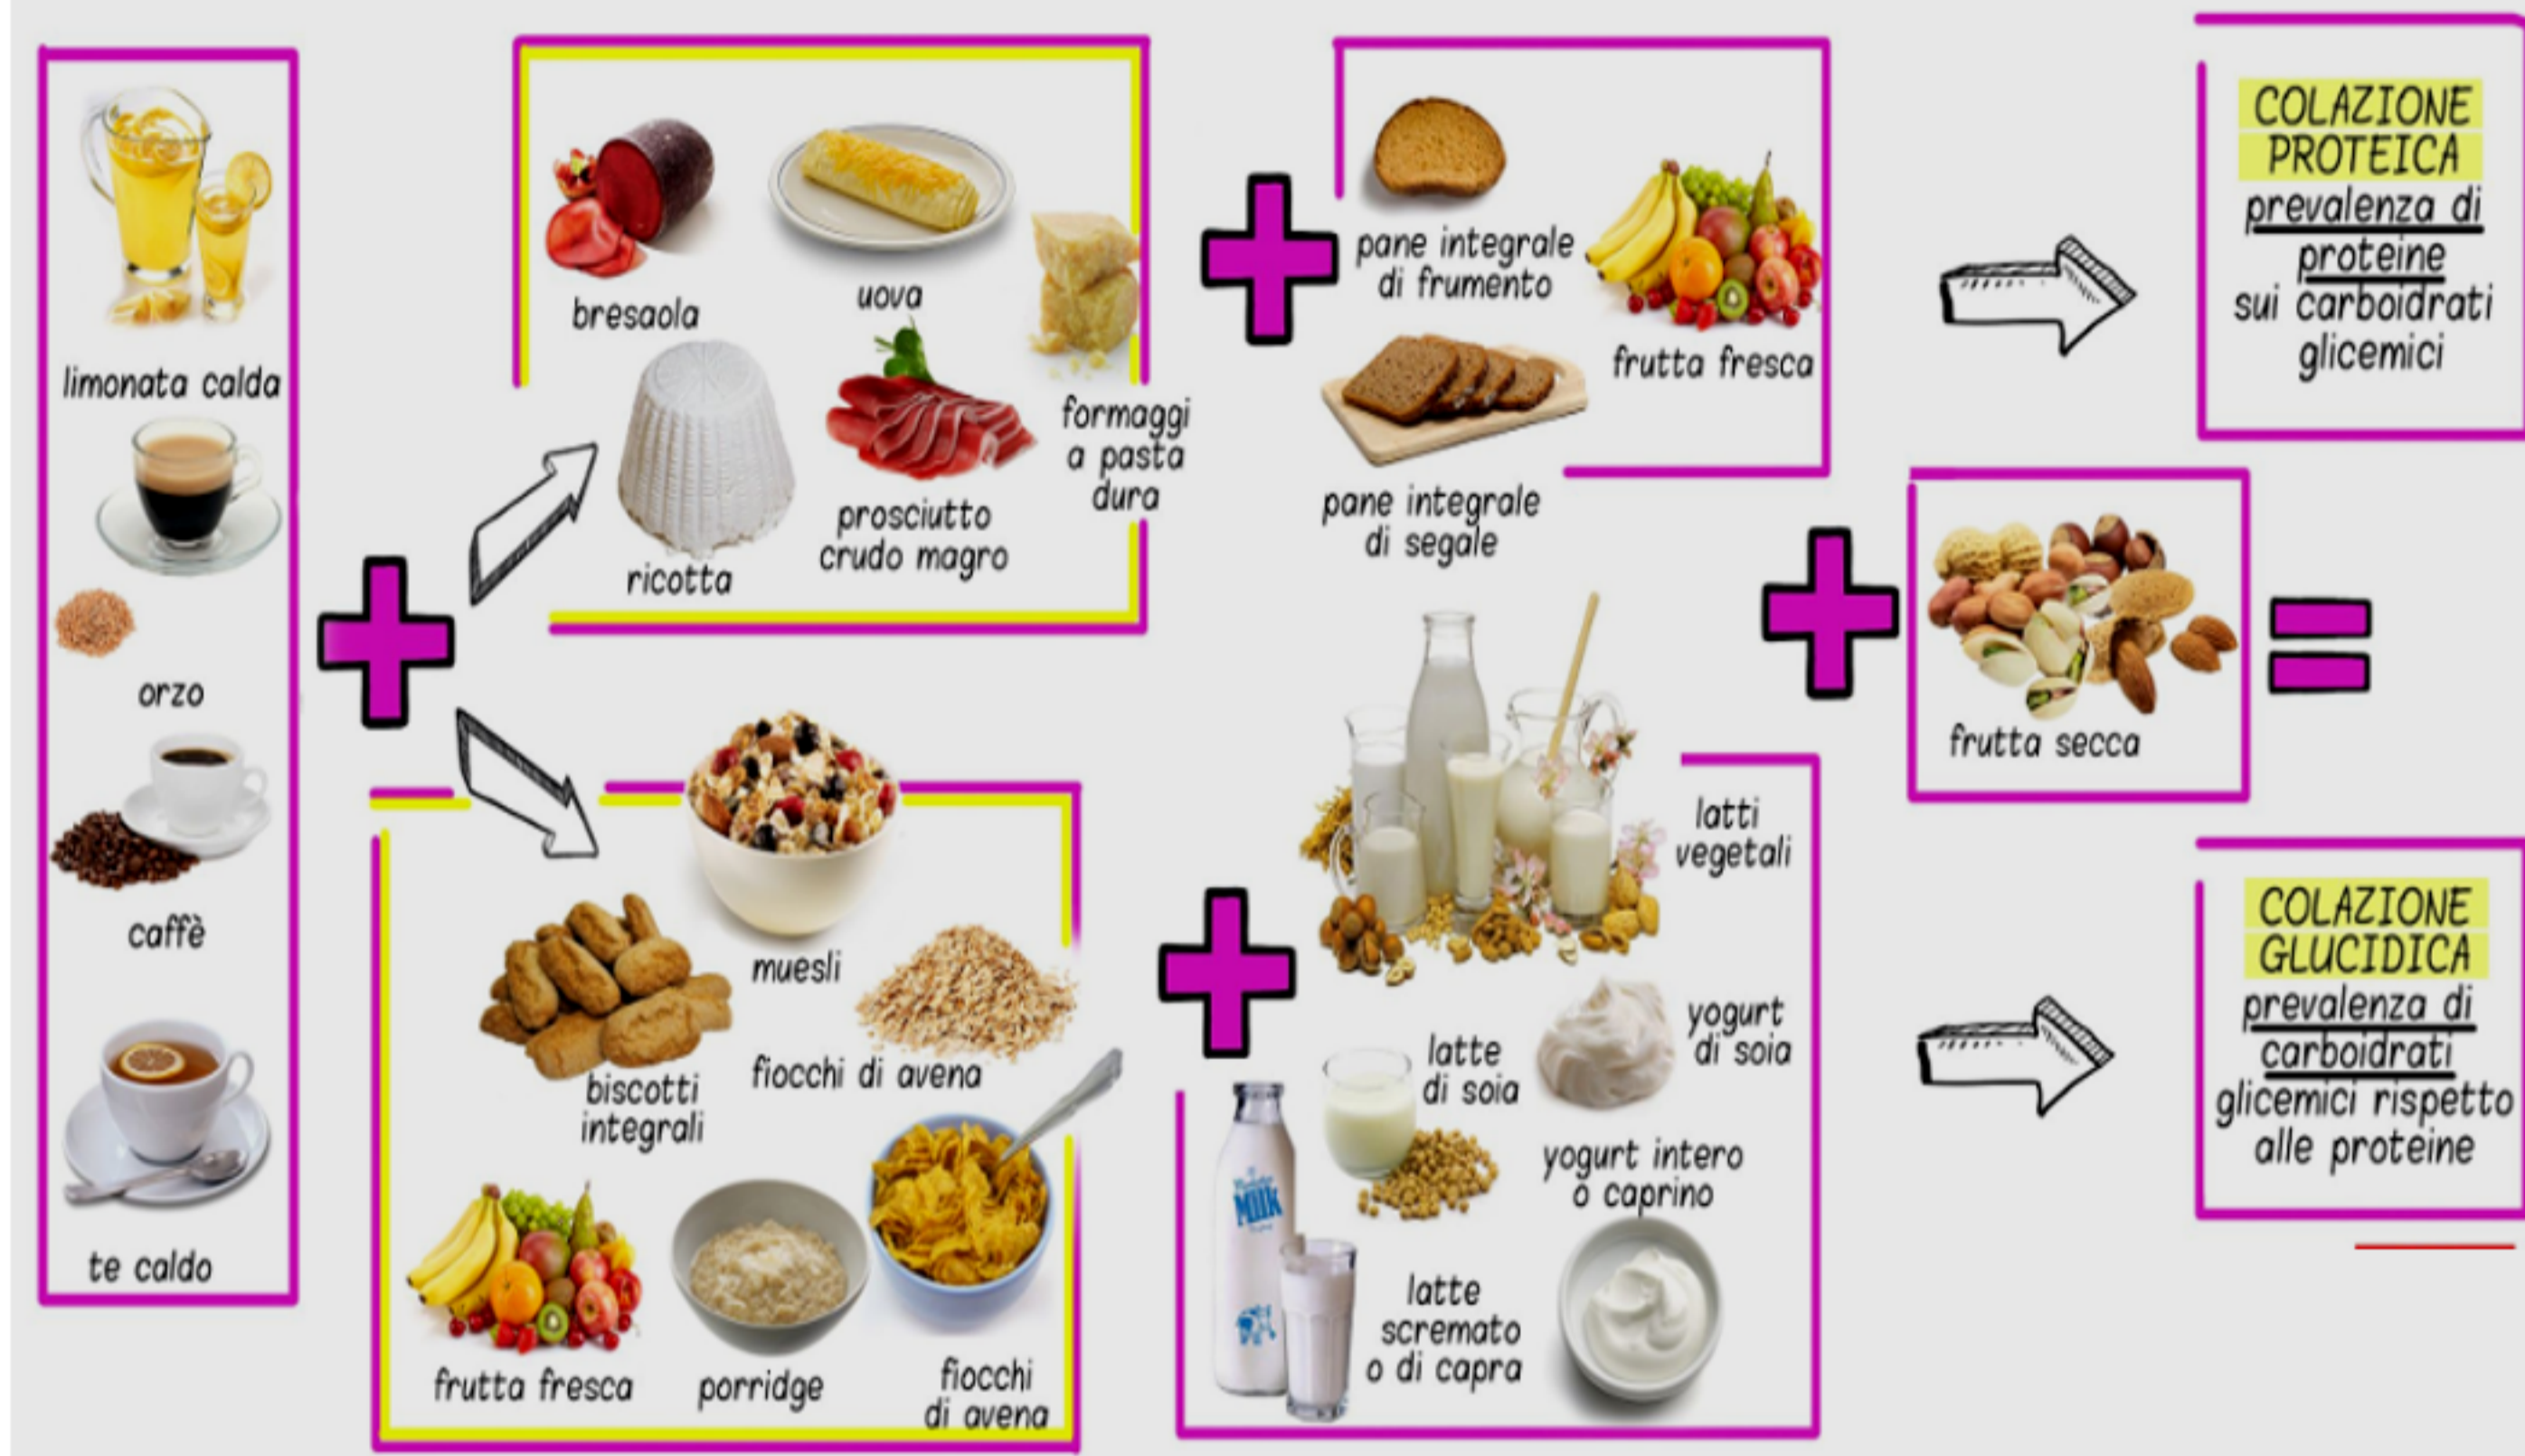 limonata calda
orzo
caffè
te caldo
bresaola
uova
formaggi
a pasta
dura
ricotta
prosciutto
crudo magro
pane integrale
di frumento
frutta fresca
pane integrale
di segale
COLAZIONE
PROTEICA
prevalenza di
proteine
sui carboidrati
glicemici
muesli
biscotti
integrali
fiocchi di avena
frutta fresca
porridge
fiocchi
di avena
latti
vegetali
yogurt
di soia
latte
di soia
yogurt intero
o caprino
MILK
latte
scremato
o di capra
frutta secca
COLAZIONE
GLUCIDICA
prevalenza di
carboidrati
glicemici rispetto
alle proteine